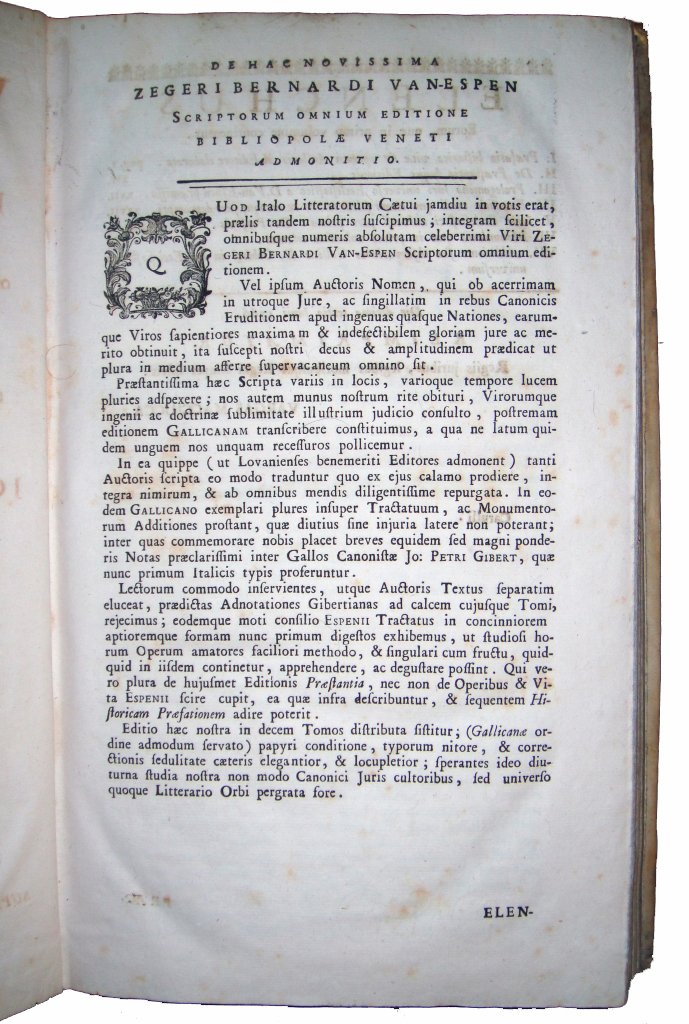 DE HAC NOVISSIMA
ZEGERI BERNARDI VAN-ESPEN
SCRIPTORUM OMNIUM EDITIONE
BIBLIOPOLÆ VENETI
ADMONITIO.
QUOD Italo Litteratorum Cœtui jamdiu in votis erat,
prælis tandem nostris suscipimus; integram scilicet,
omnibusque numeris absolutam celeberrimi Viri ZE-
GERI BERNARDI VAN-ESPEN Scriptorum omnium edi-
tionem.
Vel ipsum Auctoris Nomen, qui ob acerrimam
in utroque Jure, ac singillatim in rebus Canonicis
Eruditionem apud ingenuas quasque Nationes, earum-
que Viros sapientiores maximam & indefectibilem gloriam jure ac me-
rito obtinuit, ita suscepti nostri decus & amplitudinem prædicat ut
plura in medium afferre supervacaneum omnino sit.
Præstantissima hæc Scripta variis in locis, varioque tempore lucem
pluries adspexere; nos autem munus nostrum rite obituri, Virorumque
ingenii ac doctrinæ sublimitate illustrium judicio consulto, postremam
editionem GALLICANAM transcribere constituimus, a qua ne latum qui-
dem unguem nos unquam recessuros pollicemur.
In ea quippe (ut Lovanienses benemeriti Editores admonent) tanti
Auctoris scripta eo modo traduntur quo ex ejus calamo prodiere, in-
tegra nimirum, & ab omnibus mendis diligentissime repurgata. In eo-
dem GALLICANO exemplari plures insuper Tractatuum, ac Monumento-
rum Additiones prostant, quæ diutius sine injuria latere non poterant;
inter quas commemorare nobis placet breves equidem sed magni ponde-
ris Notas præclarissimi inter Gallos Canonistæ JO: PETRI GIBERT, quæ
nunc primum Italicis typis proferuntur.
Lectorum commodo inservientes, utque Auctoris Textus separatim
eluceat, prædictas Adnotationes Gibertianas ad calcem cujusque Tomi,
rejecimus; eodemque moti consilio ESPENII Tractatus in concinniorem
aptioremque formam nunc primum digestos exhibemus, ut studiosi ho-
rum Operum amatores faciliori methodo, & singulari cum fructu, quid-
quid in iisdem continetur, apprehendere, ac degustare possint. Qui ve-
ro plura de hujusmet Editionis Præstantia, nec non de Operibus & Vi-
ta ESPENII scire cupit, ea quæ infra describuntur, & sequentem Hi-
storicam Præfationem adire poterit.
Editio hæc nostra in decem Tomos distributa sistitur; (Gallicanæ or-
dine admodum servato) papyri conditione, typorum nitore, & corre-
ctionis sedulitate cæteris elegantior, & locupletior; sperantes ideo diu-
turna studia nostra non modo Canonici Juris cultoribus, sed universo
quoque Litterario Orbi pergrata fore.
ELEN-